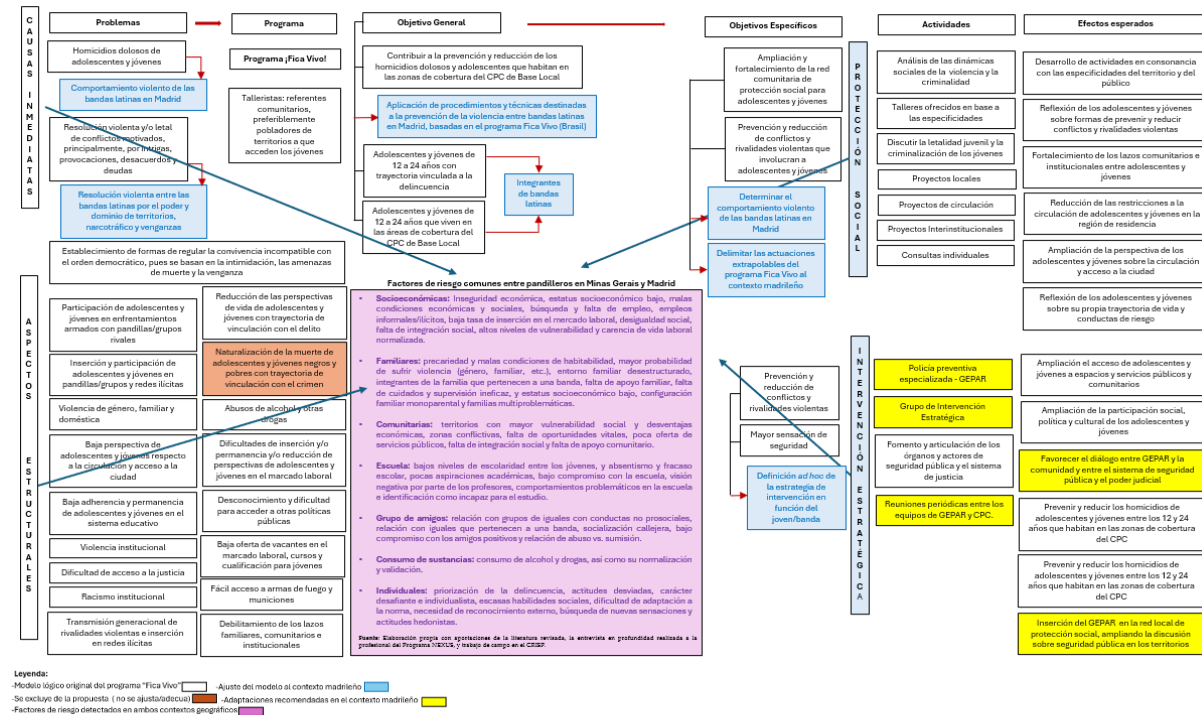 Problemas
Programa
Objetivo General
Objetivos Específicos
Actividades
Efectos esperados
CAUSAS INMEDIATAS
Homicidios dolosos de
adolescentes y jóvenes
Comportamiento violento de las
bandas latinas en Madrid
Resolución violenta y/o letal
de conflictos motivados,
principalmente, por intrigas,
provocaciones, desacuerdos y
deudas
Resolución violenta entre las
bandas latinas por el poder y
dominio de territorios,
narcotráfico y venganzas
Establecimiento de formas de regular la convivencia incompatible con
el orden democrático, pues se basan en la intimidación, las amenazas
de muerte y la venganza
Programa ¡Fica Vivo!
Talleristas: referentes
comunitarios,
preferiblemente
pobladores de
territorios a que
acceden los jóvenes
Contribuir a la prevención y reducción de los
homicidios dolosos y adolescentes que habitan en
las zonas de cobertura del CPC de Base Local
Aplicación de procedimientos y técnicas destinadas
a la prevención de la violencia entre bandas latinas
en Madrid, basadas en el programa Fica Vivo (Brasil)
Adolescentes y jóvenes de
12 a 24 años con
trayectoria vinculada a la
delincuencia
Adolescentes y jóvenes de
12 a 24 años que viven en
las áreas de cobertura del
CPC de Base Local
Integrantes
de bandas
latinas
Ampliación y
fortalecimiento de la red
comunitaria de
protección social para
adolescentes y jóvenes
Prevención y reducción
de conflictos y
rivalidades violentas que
involucran a
adolescentes y jóvenes
Determinar el
comportamiento violento
de las bandas latinas en
Madrid
Delimitar las actuaciones
extrapolables del
programa Fica Vivo al
contexto madrileño
PROTECCIÓN SOCIAL
Análisis de las dinámicas
sociales de la violencia y la
criminalidad
Talleres ofrecidos en base a
las especificidades
Discutir la letalidad juvenil y la
criminalización de los jóvenes
Proyectos locales
Proyectos de circulación
Proyectos Interinstitucionales
Consultas individuales
Desarrollo de actividades en consonancia
con las especificidades del territorio y del
público
Reflexión de los adolescentes y jóvenes
sobre formas de prevenir y reducir
conflictos y rivalidades violentas
Fortalecimiento de los lazos comunitarios e
institucionales entre adolescentes y
jóvenes
Reducción de las restricciones a la
circulación de adolescentes y jóvenes en la
región de residencia
Ampliación de la perspectiva de los
adolescentes y jóvenes sobre la circulación
y acceso a la ciudad
Reflexión de los adolescentes y jóvenes
sobre su propia trayectoria de vida y
conductas de riesgo
ASPECTOS ESTRUCTURALES
Participación de adolescentes y
jóvenes en enfrentamientos
armados con pandillas/grupos
rivales
Inserción y participación de
adolescentes y jóvenes en
pandillas/grupos y redes ilícitas
Violencia de género, familiar y
doméstica
Baja perspectiva de
adolescentes y jóvenes respecto
a la circulación y acceso a la
ciudad
Baja adherencia y permanencia
de adolescentes y jóvenes en el
sistema educativo
Violencia institucional
Dificultad de acceso a la justicia
Racismo institucional
Transmisión generacional de
rivalidades violentas e inserción
en redes ilícitas
Reducción de las perspectivas
de vida de adolescentes y
jóvenes con trayectoria de
vinculación con el delito
Naturalización de la muerte de
adolescentes y jóvenes negros y
pobres con trayectoria de
vinculación con el crimen
Abusos de alcohol y otras
drogas
Dificultades de inserción y/o
permanencia y/o reducción de
perspectivas de adolescentes y
jóvenes en el marcado laboral
Desconocimiento y dificultad
para acceder a otras políticas
públicas
Baja oferta de vacantes en el
marcado laboral, cursos y
cualificación para jóvenes
Fácil acceso a armas de fuego y
municiones
Debilitamiento de los lazos
familiares, comunitarios e
institucionales
Factores de riesgo comunes entre pandilleros en Minas Gerais y Madrid
• Socioeconómicas: Inseguridad económica, estatus socioeconómico bajo, malas
condiciones económicas y sociales, búsqueda y falta de empleo, empleos
informales/ilícitos, baja tasa de inserción en el mercado laboral, desigualdad social,
falta de integración social, altos niveles de vulnerabilidad y carencia de vida laboral
normalizada.
• Familiares: precariedad y malas condiciones de habitabilidad, mayor probabilidad
de sufrir violencia (género, familiar, etc.), entorno familiar desestructurado,
integrantes de la familia que pertenecen a una banda, falta de apoyo familiar, falta
de cuidados y supervisión ineficaz, y estatus socioeconómico bajo, configuración
familiar monoparental y familias multiproblemáticas.
• Comunitarias: territorios con mayor vulnerabilidad social y desventajas
económicas, zonas conflictivas, falta de oportunidades vitales, poca oferta de
servicios públicos, falta de integración social y falta de apoyo comunitario.
• Escuela: bajos niveles de escolaridad entre los jóvenes, y absentismo y fracaso
escolar, pocas aspiraciones académicas, bajo compromiso con la escuela, visión
negativa por parte de los profesores, comportamientos problemáticos en la escuela
e identificación como incapaz para el estudio.
• Grupo de amigos: relación con grupos de iguales con conductas no prosociales,
relación con iguales que pertenecen a una banda, socialización callejera, bajo
compromiso con los amigos positivos y relación de abuso vs. sumisión.
• Consumo de sustancias: consumo de alcohol y drogas, así como su normalización
y validación.
• Individuales: priorización de la delincuencia, actitudes desviadas, carácter
desafiante e individualista, escasas habilidades sociales, dificultad de adaptación a
la norma, necesidad de reconocimiento externo, búsqueda de nuevas sensaciones y
actitudes hedonistas.
Fuente: Elaboración propia con aportaciones de la literatura revisada, la entrevista en profundidad realizada a la
profesional del Programa NEXUS, y trabajo de campo en el CRISP.
Prevención y
reducción de
conflictos y
rivalidades violentas
Mayor sensación de
seguridad
Definición ad hoc de la
estrategia de intervención
en función del
joven/banda
INTERVENCIÓN ESTRATÉGICA
Policía preventiva
especializada - GEPAR
Grupo de Intervención
Estratégica
Fomento y articulación de los
órganos y actores de
seguridad pública y el sistema
de justicia
Reuniones periódicas entre los
equipos de GEPAR y CPC.
Ampliación el acceso de adolescentes y
jóvenes a espacios y servicios públicos y
comunitarios
Ampliación de la participación social,
política y cultural de los adolescentes y
jóvenes
Favorecer el diálogo entre GEPAR y la
comunidad y entre el sistema de seguridad
pública y el poder judicial
Prevenir y reducir los homicidios de
adolescentes y jóvenes entre los 12 y 24
años que habitan en las zonas de cobertura
del CPC
Prevenir y reducir los homicidios de
adolescentes y jóvenes entre los 12 y 24
años que habitan en las zonas de cobertura
del CPC
Inserción del GEPAR en la red local de
protección social, ampliando la discusión
sobre seguridad pública en los territorios
Leyenda:
-Modelo lógico original del programa "Fica Vivo"
-Ajuste del modelo al contexto madrileño
-Se excluye de la propuesta ( no se ajusta/adecua)
-Adaptaciones recomendadas en el contexto madrileño
-Factores de riesgo detectados en ambos contextos geográficos